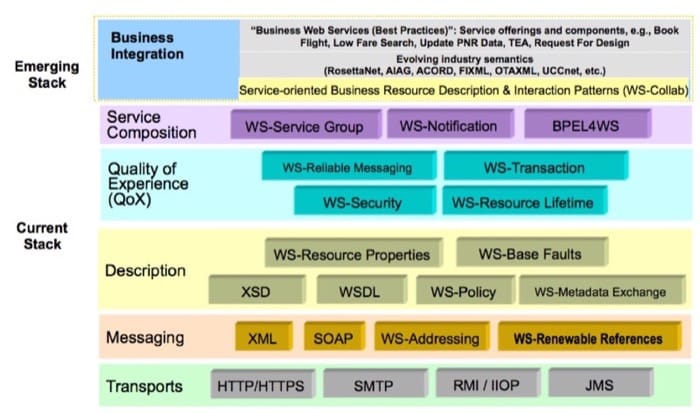 Emerging
Stack
Business
Integration
"Business Web Services (Best Practices)": Service offerings and components, e.g., Book
Flight, Low Fare Search, Update PNR Data, TEA, Request For Design
Evolving industry semantics
(RosettaNet, AIAG, ACORD, FIXML, OTAXML, UCCnet, etc.)
Service-oriented Business Resource Description & Interaction Patterns (WS-Collab)
Service
Composition
WS-Service Group
WS-Notification
BPEL4WS
Current
Stack
Quality of
Experience
(QoX)
WS-Reliable Messaging
WS-Transaction
WS-Security
WS-Resource Lifetime
Description
WS-Resource Properties
WS-Base Faults
XSD
WSDL
WS-Policy
WS-Metadata Exchange
Messaging
XML
SOAP
WS-Addressing
WS-Renewable References
Transports
HTTP/HTTPS
SMTP
RMI / IIOP
JMS